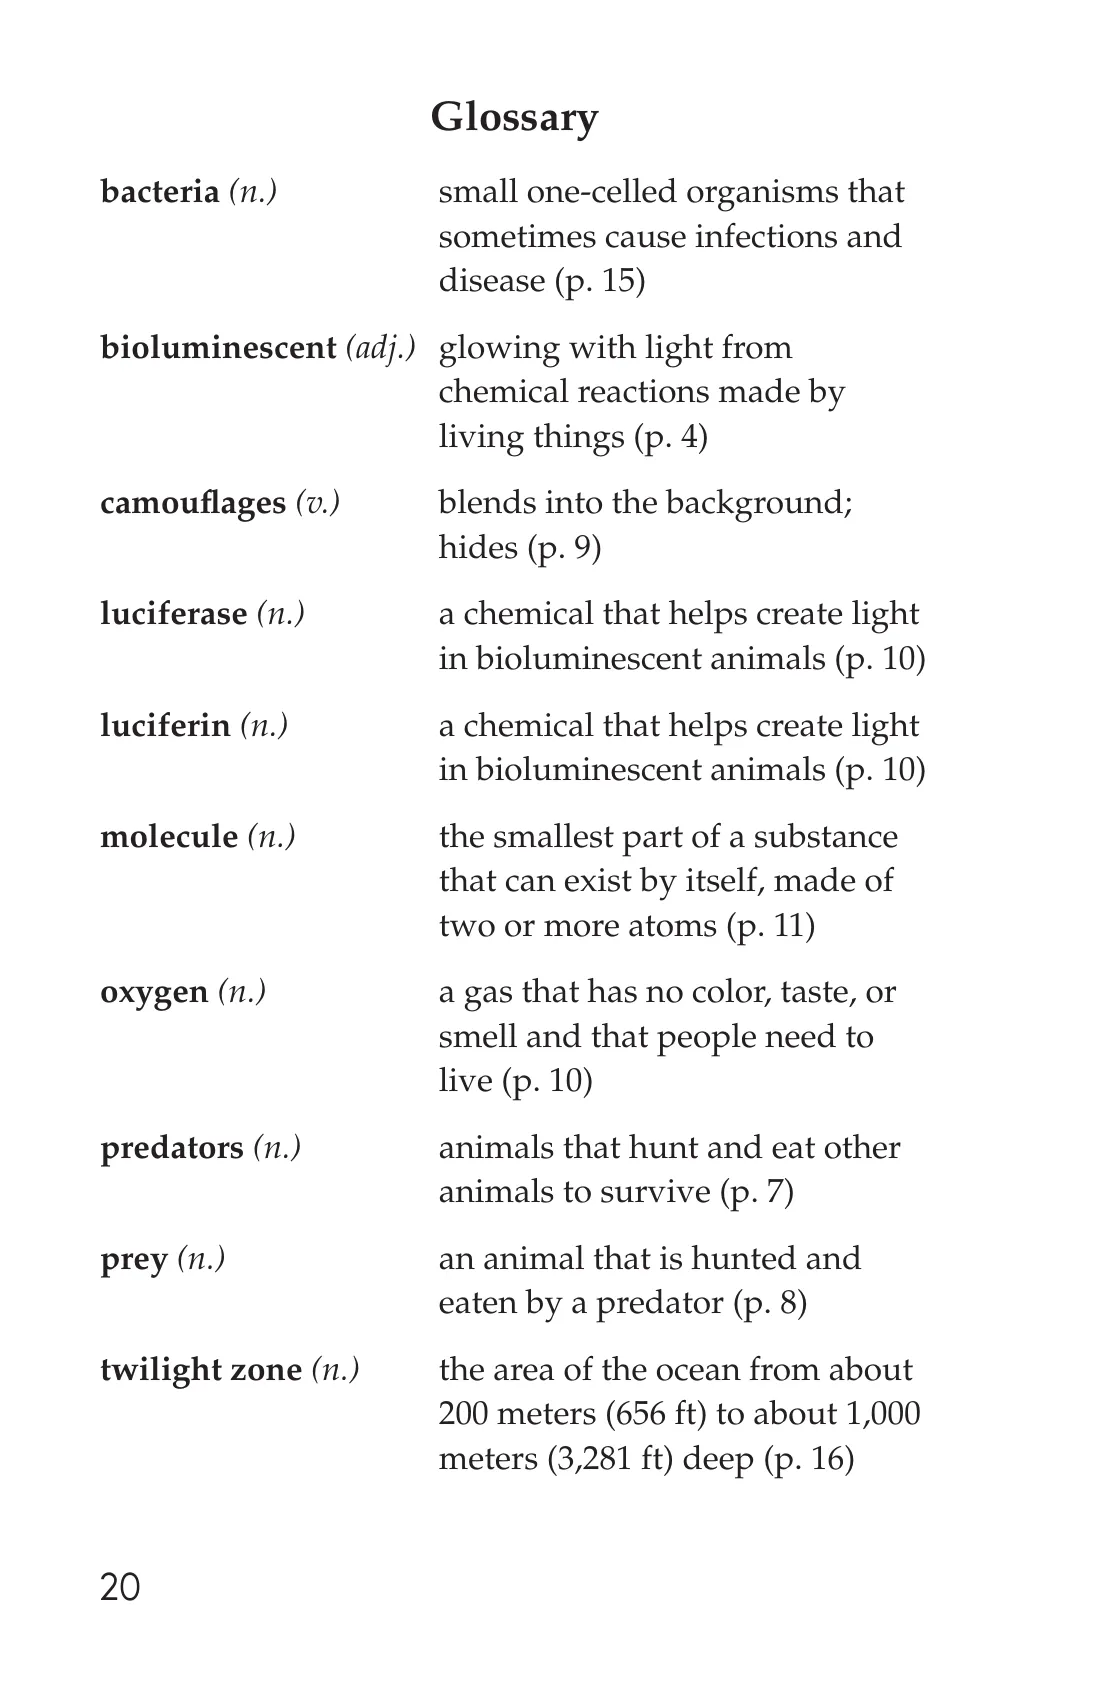 Glossary
bacteria (n.) small one-celled organisms that
sometimes cause infections and
disease (p. 15)
bioluminescent (adj.) glowing with light from
chemical reactions made by
living things (p. 4)
camouflages (v.) blends into the background;
hides (p. 9)
luciferase (n.) a chemical that helps create light
in bioluminescent animals (p. 10)
luciferin (n.) a chemical that helps create light
in bioluminescent animals (p. 10)
molecule (n.) the smallest part of a substance
that can exist by itself, made of
two or more atoms (p. 11)
oxygen (n.) a gas that has no color, taste, or
smell and that people need to
live (p. 10)
predators (n.) animals that hunt and eat other
animals to survive (p. 7)
prey (n.) an animal that is hunted and
eaten by a predator (p. 8)
twilight zone (n.) the area of the ocean from about
200 meters (656 ft) to about 1,000
meters (3,281 ft) deep (p. 16)
20